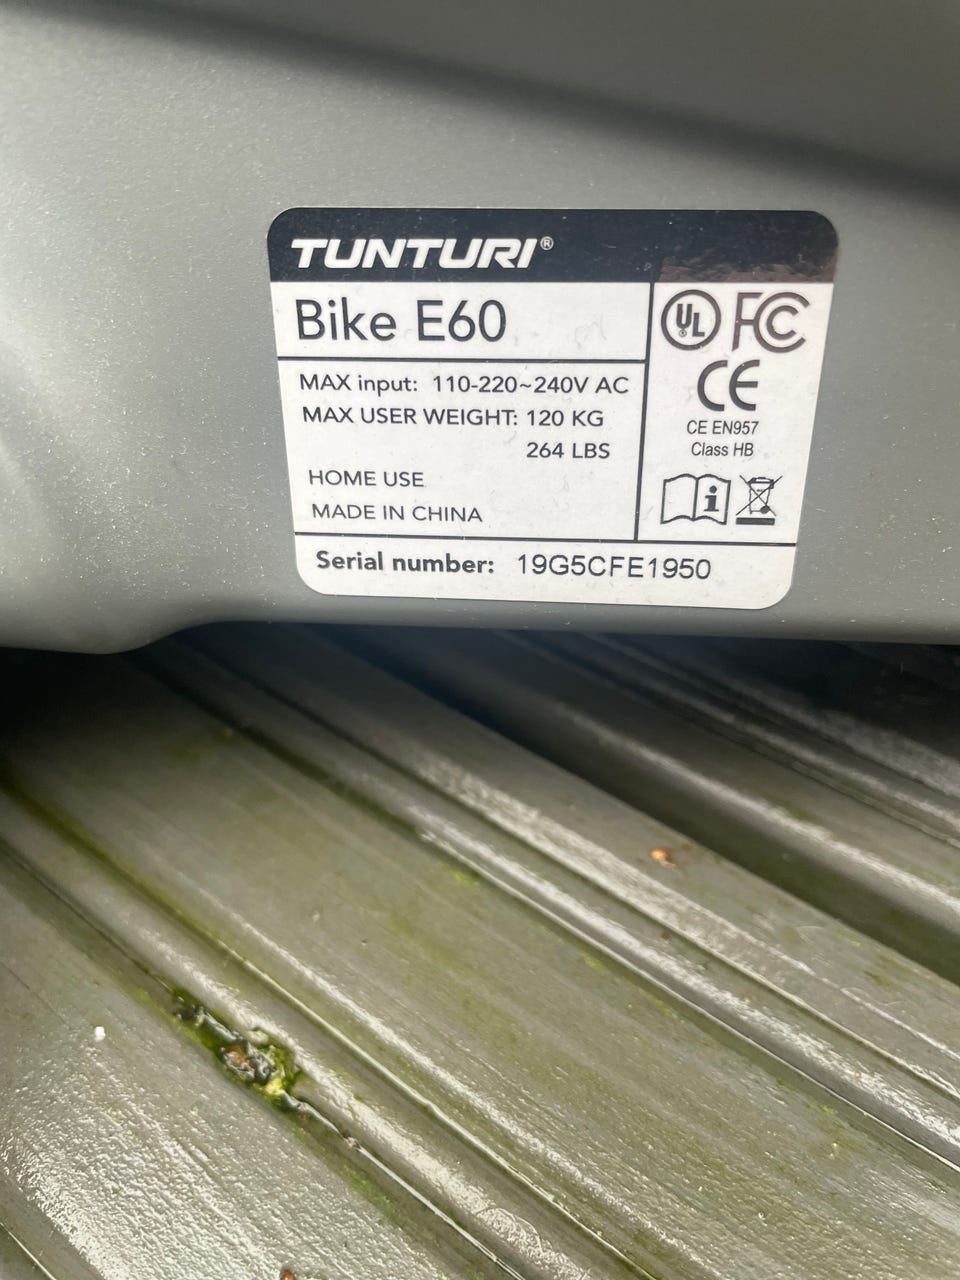 TUNTURI®
Bike E60
MAX input: 110-220~240V AC
MAX USER WEIGHT: 120 KG
264 LBS
HOME USE
MADE IN CHINA
UL FC
CE
CE EN957
Class HB
i
Serial number: 19G5CFE1950